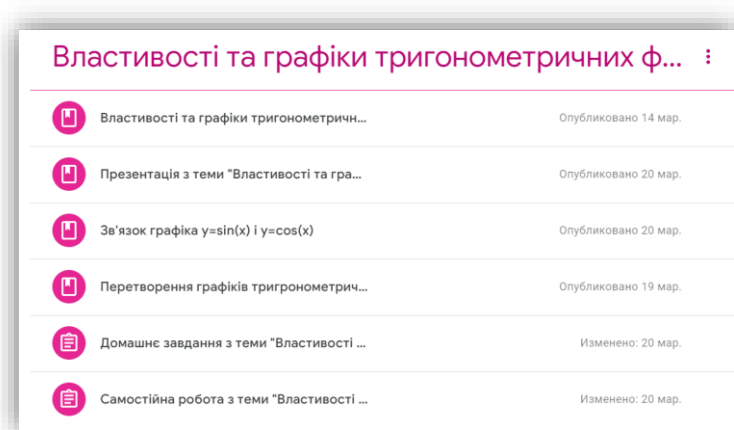 Властивості та графіки тригонометричних ф...
Властивості та графіки тригонометричн... Опубликовано 14 мар.
Презентація з теми "Властивості та гра... Опубликовано 20 мар.
Зв'язок графіка y=sin(x) і y=cos(x) Опубликовано 20 мар.
Перетворення графіків тригронометрич... Опубликовано 19 мар.
Домашнє завдання з теми "Властивості ... Изменено: 20 мар.
Самостійна робота з теми "Властивості ... Изменено: 20 мар.